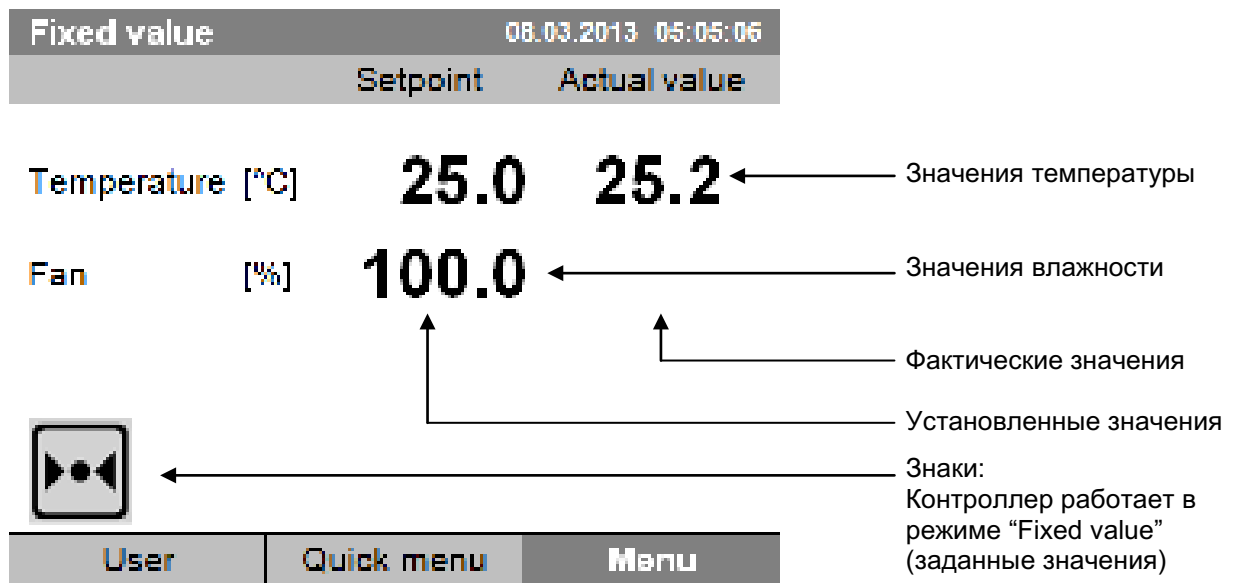 Fixed value 08.03.2013 05:05:06
Setpoint Actual value
Temperature [°C] 25.0 25.2
Значения температуры
Fan [%] 100.0
Значения влажности
Фактические значения
Установленные значения
Знаки:
Контроллер работает в
режиме “Fixed value”
(заданные значения)
User Quick menu Menu